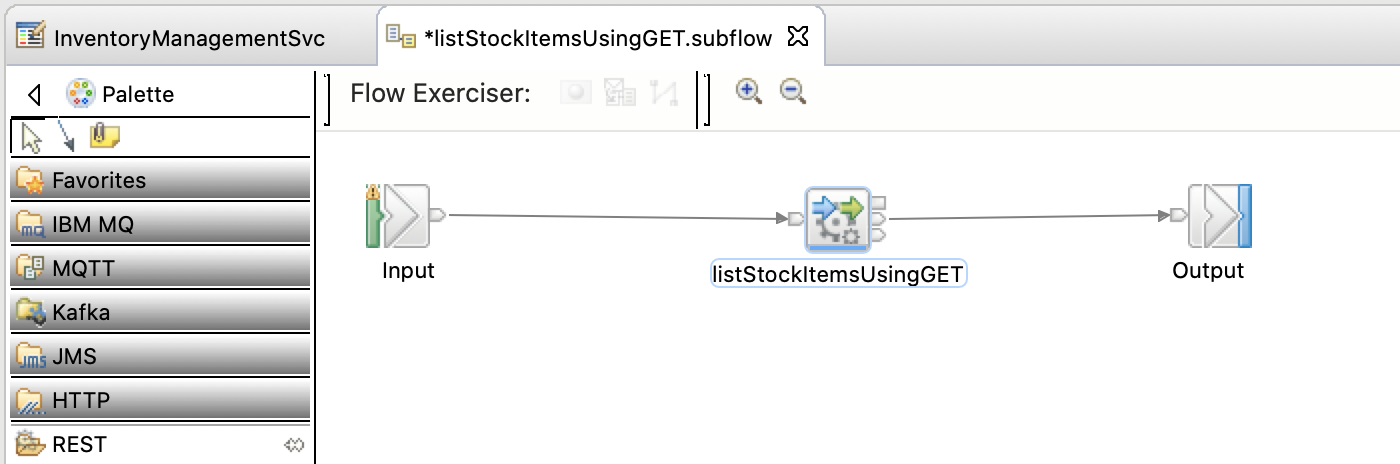 InventoryManagementSvc
*listStockItemsUsingGET.subflow
Palette
Flow Exerciser:
Favorites
IBM MQ
MQTT
Kafka
JMS
HTTP
REST
Input
listStockItemsUsingGET
Output